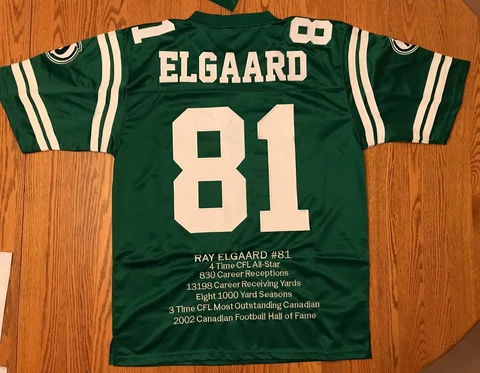 81
81
ELGAARD
81
RAY ELGAARD #81
4 Time CFL All-Star
830 Career Receptions
13198 Career Receiving Yards
Eight 1000 Yard Seasons
3 Time CFL Most Outstanding Canadian
2002 Canadian Football Hall of Fame